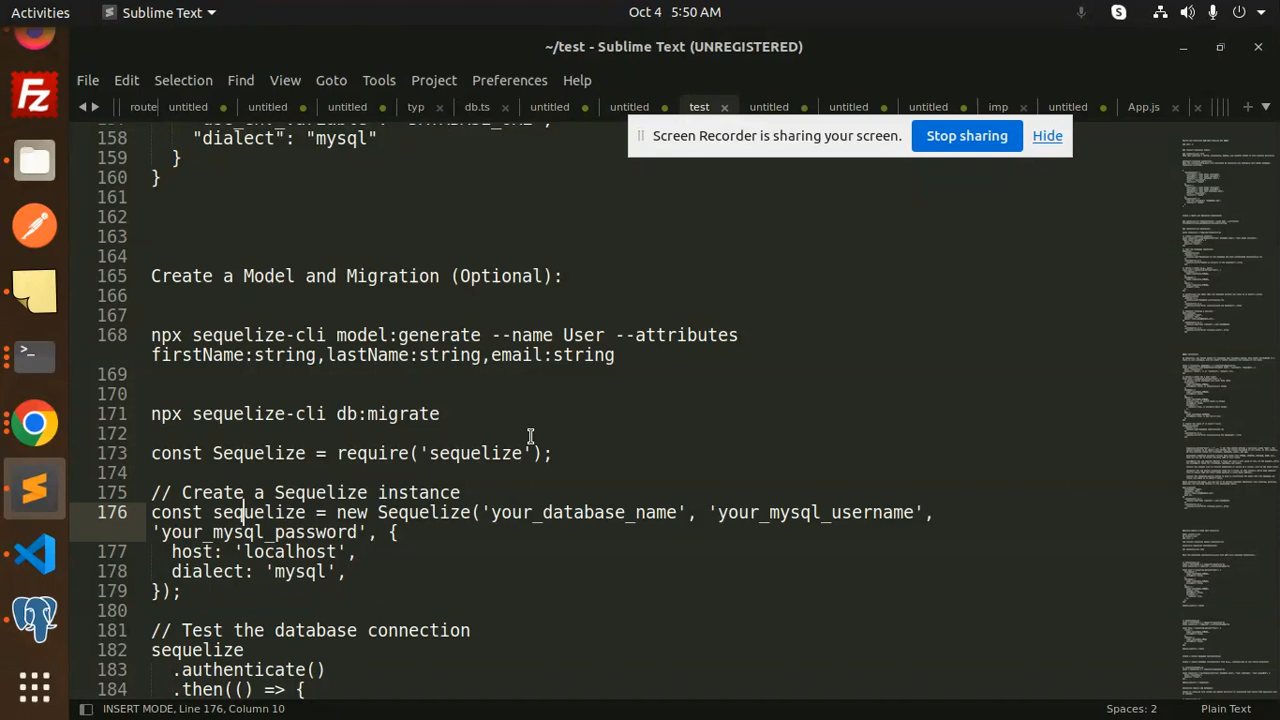 Activities
Sublime Text
Oct 4 5:50 AM
~/test - Sublime Text (UNREGISTERED)
File Edit Selection Find View Goto Tools Project Preferences Help
route untitled untitled untitled typ db.ts untitled untitled test untitled untitled untitled imp untitled App.js
Screen Recorder is sharing your screen. Stop sharing Hide
158 "dialect": "mysql"
159 }
160 }
161
162
163
164
165 Create a Model and Migration (Optional):
166
167
168 npx sequelize-cli model:generate --name User --attributes
firstName:string,lastName:string,email:string
169
170
171 npx sequelize-cli db:migrate
172
173 const Sequelize = require('sequelize');
174
175 // Create a Sequelize instance
176 const sequelize = new Sequelize('your_database_name', 'your_mysql_username',
'your_mysql_password', {
177 host: 'localhost',
178 dialect: 'mysql',
179 });
180
181 // Test the database connection
182 sequelize
183 .authenticate()
184 .then(() => {
INSERT MODE, Line 176, Column 10
Spaces: 2
Plain Text